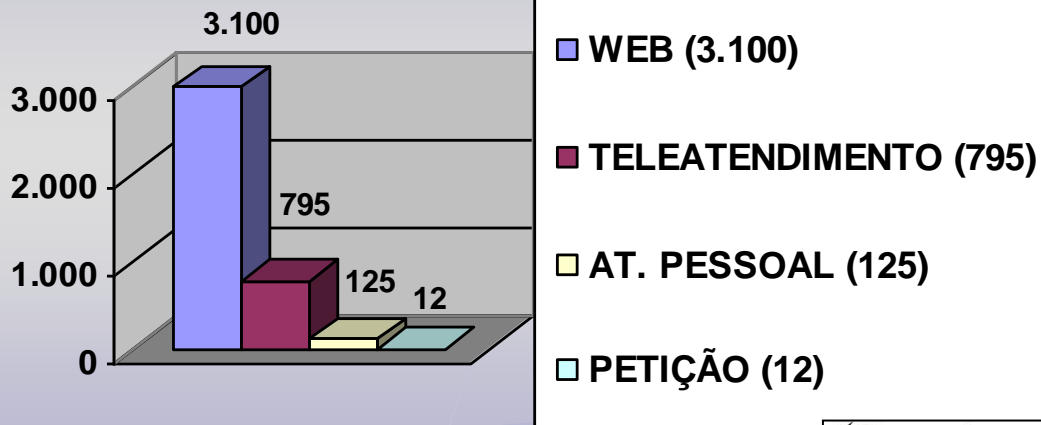 3.100
3.000
2.000
1.000
0
795
125
12
WEB (3.100)
TELEATENDIMENTO (795)
AT. PESSOAL (125)
PETIÇÃO (12)